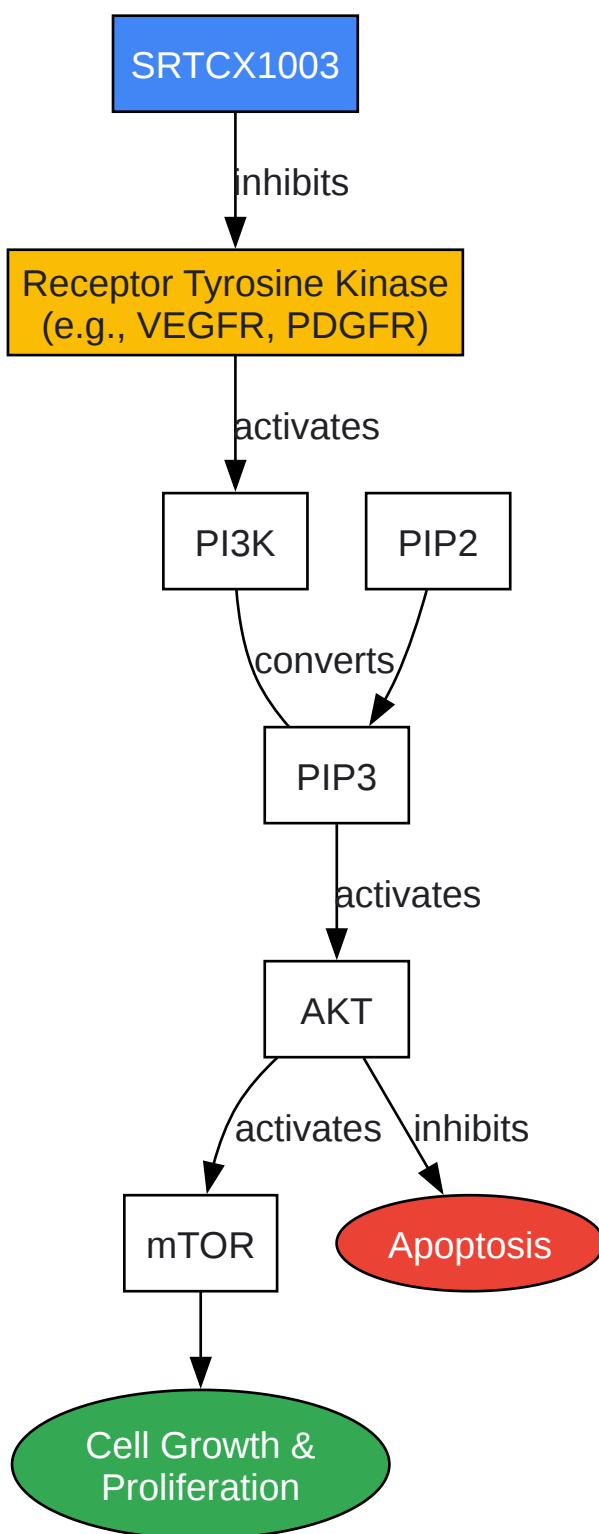 SRTCX1003
inhibits
Receptor Tyrosine Kinase
(e.g., VEGFR, PDGFR)
activates
PI3K
PIP2
converts
PIP3
activates
AKT
activates
inhibits
mTOR
Apoptosis
Cell Growth &
Proliferation